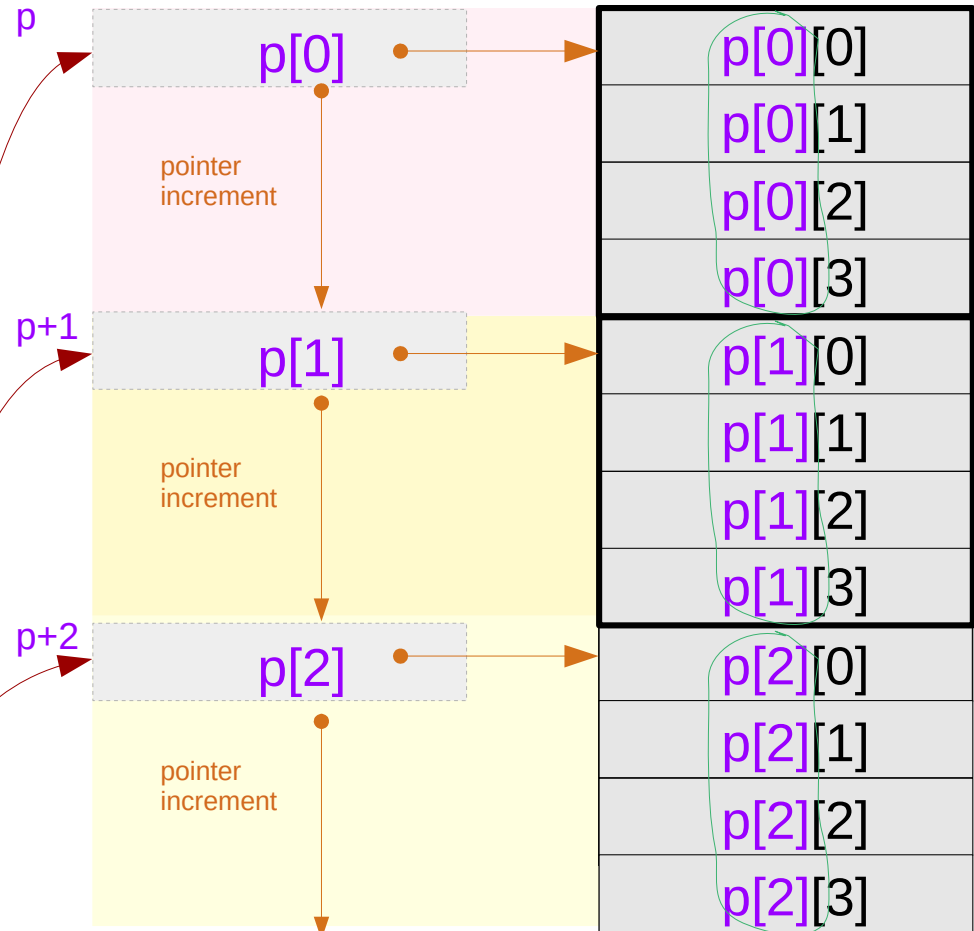 p
p[0]
p[0][0]
p[0][1]
pointer
increment
p[0][2]
p[0][3]
p+1
p[1]
p[1][0]
p[1][1]
pointer
increment
p[1][2]
p[1][3]
p+2
p[2]
p[2][0]
p[2][1]
pointer
increment
p[2][2]
p[2][3]